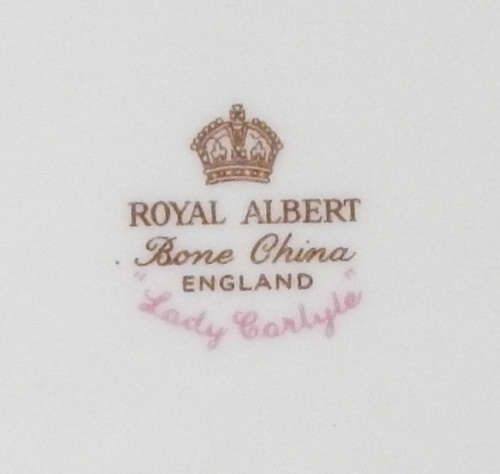 ROYAL ALBERT
Bone China
ENGLAND
"Lady Carlyle"